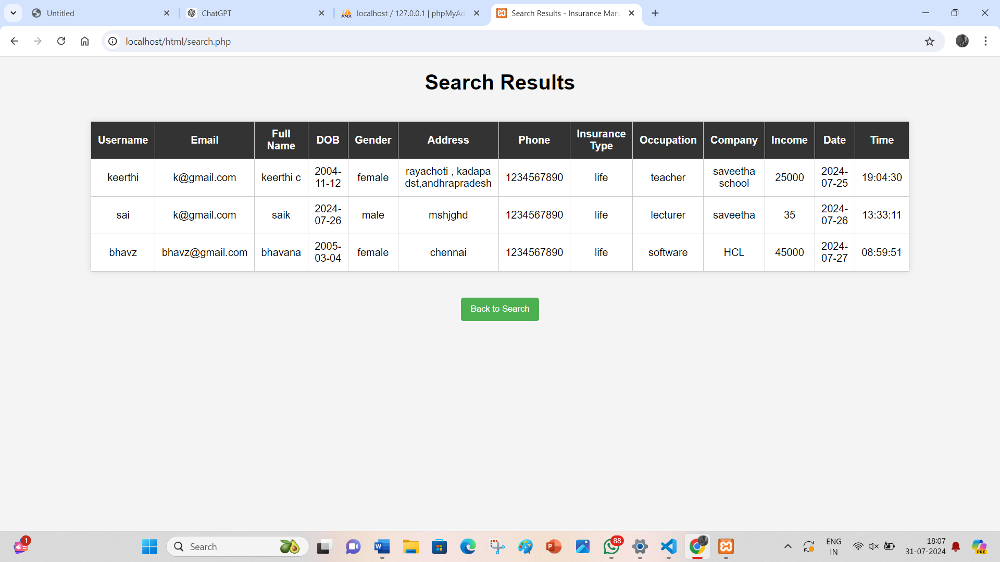 Untitled
ChatGPT
localhost / 127.0.0.1 | phpMyAd
Search Results - Insurance Man
localhost/html/search.php
Search Results
Username Email Full Name DOB Gender Address Phone Insurance Type Occupation Company Income Date Time
keerthi k@gmail.com keerthi c 2004-11-12 female rayachoti , kadapa dst,andhrapradesh 1234567890 life teacher saveetha school 25000 2024-07-25 19:04:30
sai k@gmail.com saik 2024-07-26 male mshjghd 1234567890 life lecturer saveetha 35 2024-07-26 13:33:11
bhavz bhavz@gmail.com bhavana 2005-03-04 female chennai 1234567890 life software HCL 45000 2024-07-27 08:59:51
Back to Search
1
Search
88
ENG
IN
18:07
31-07-2024
PRE